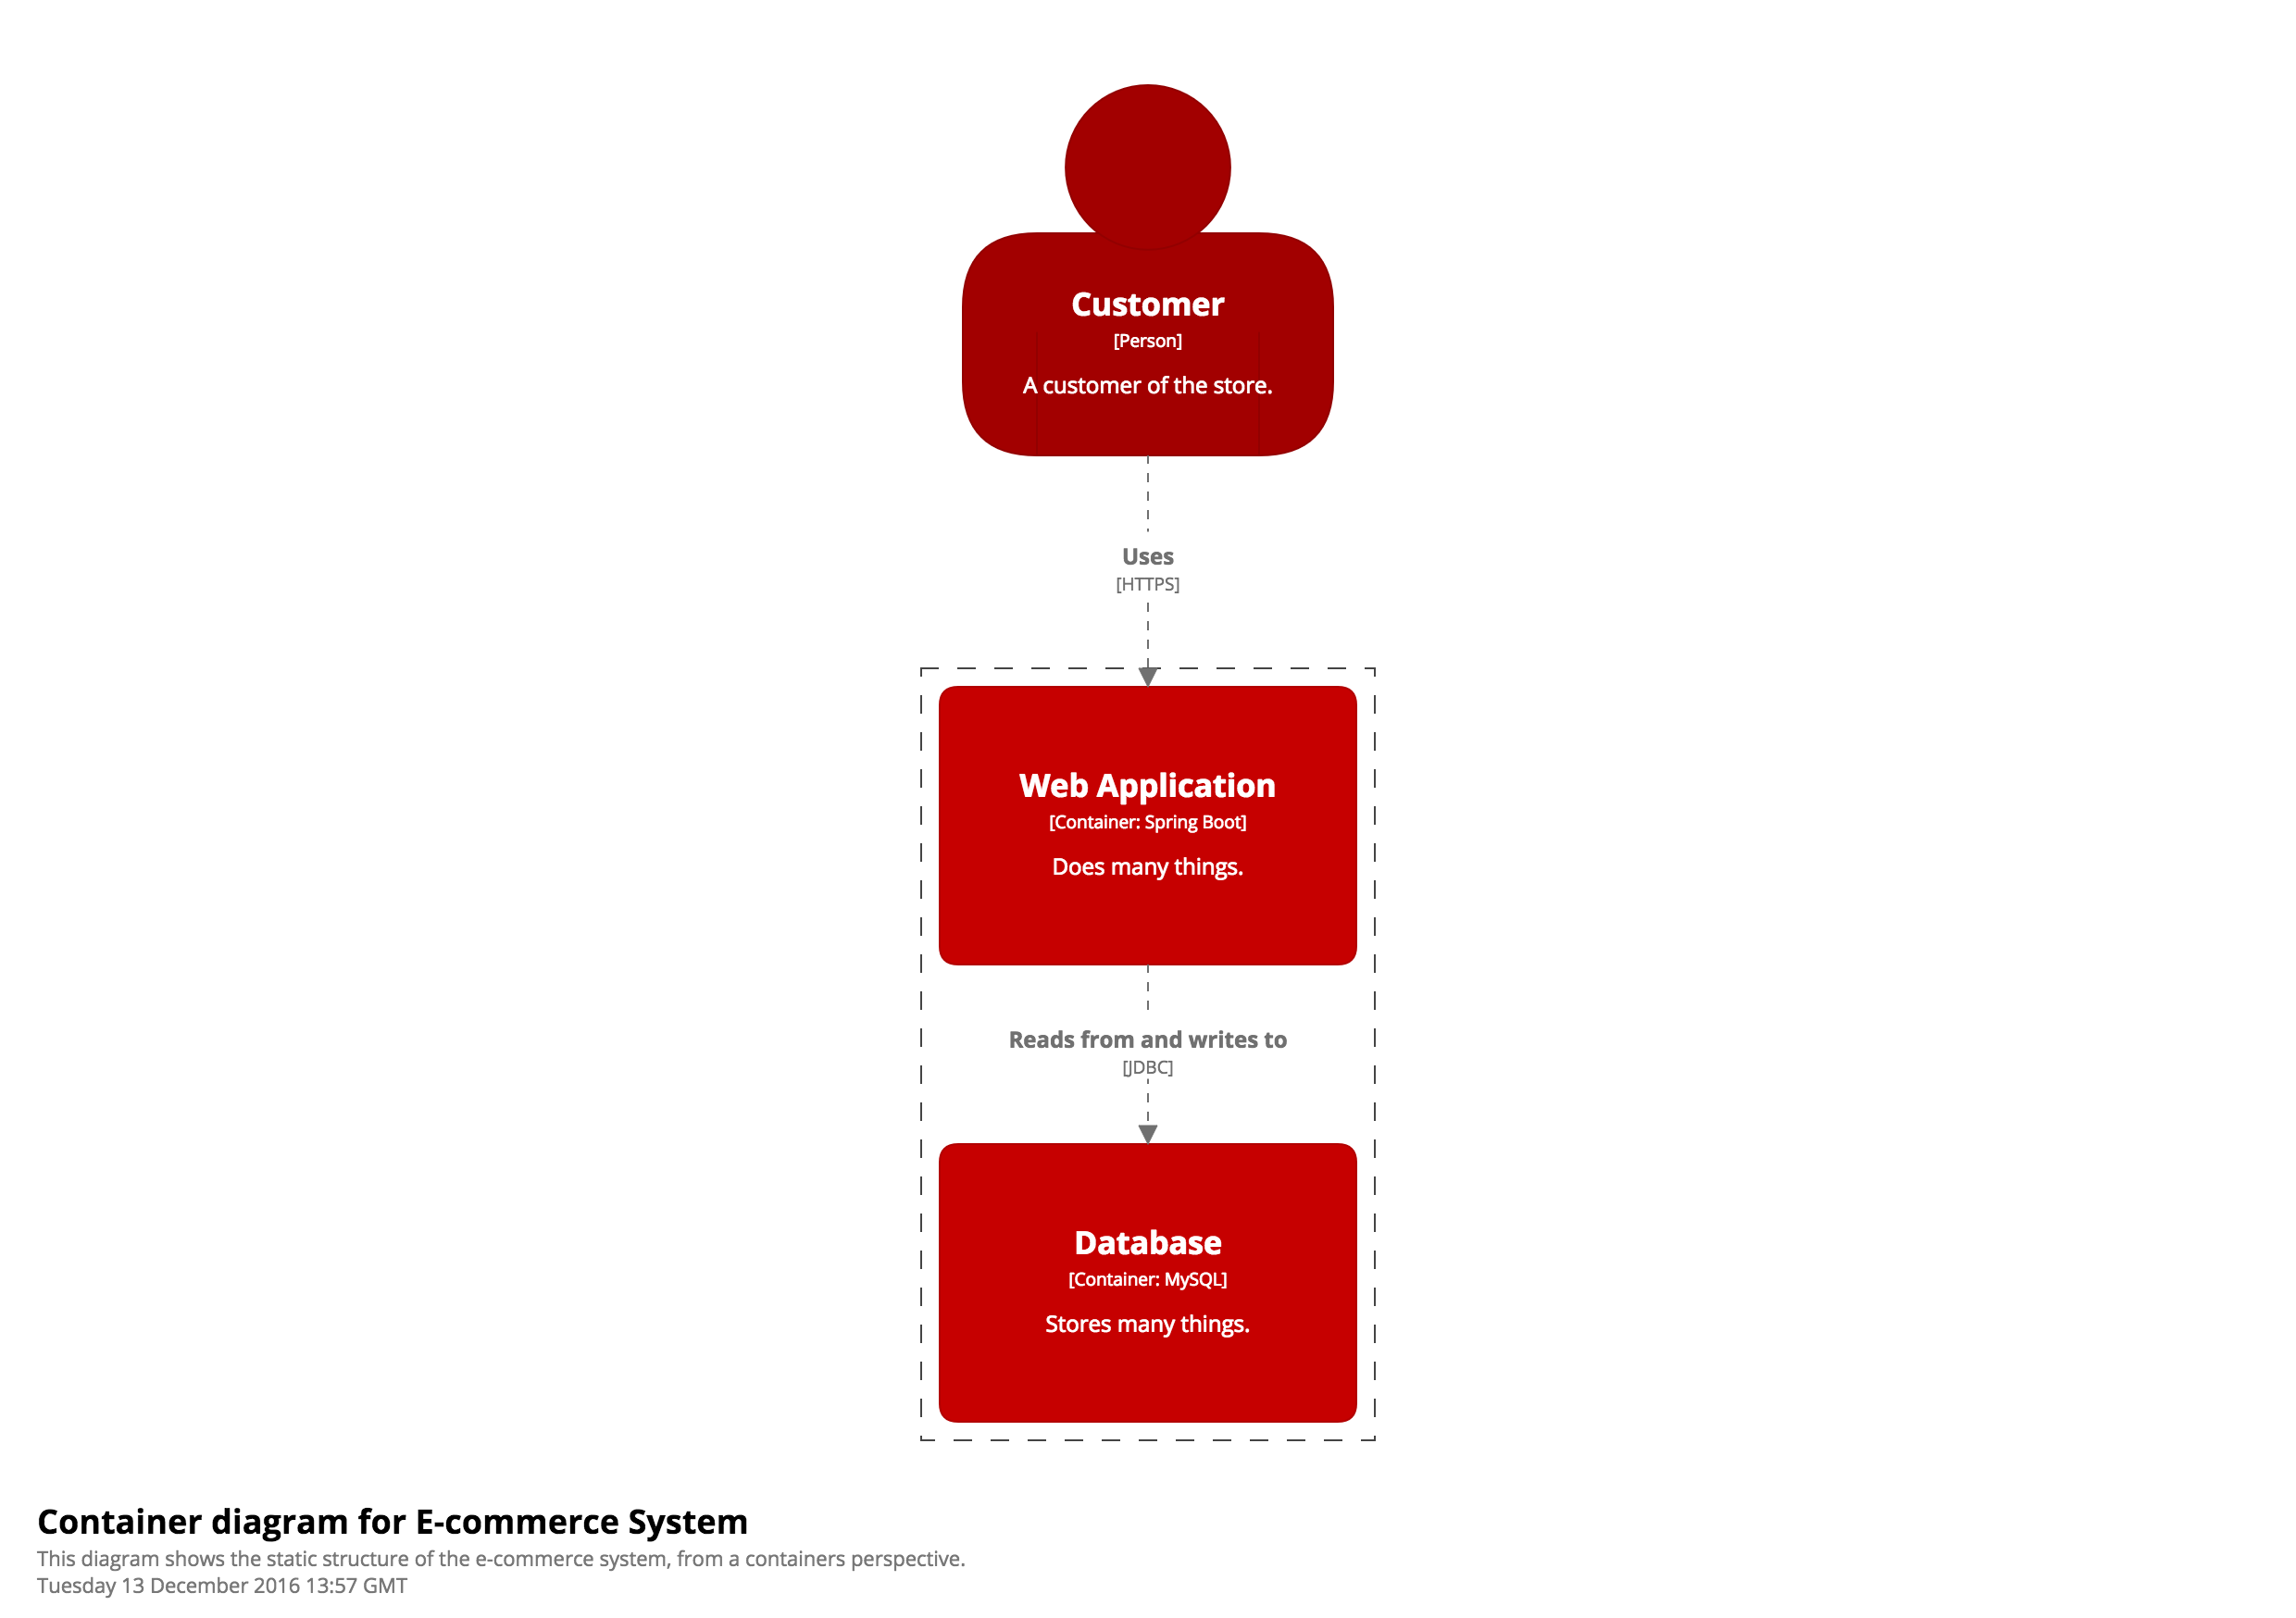 Customer
[Person]
A customer of the store.
Uses
[HTTPS]
Web Application
[Container: Spring Boot]
Does many things.
Reads from and writes to
[JDBC]
Database
[Container: MySQL]
Stores many things.
Container diagram for E-commerce System
This diagram shows the static structure of the e-commerce system, from a containers perspective.
Tuesday 13 December 2016 13:57 GMT